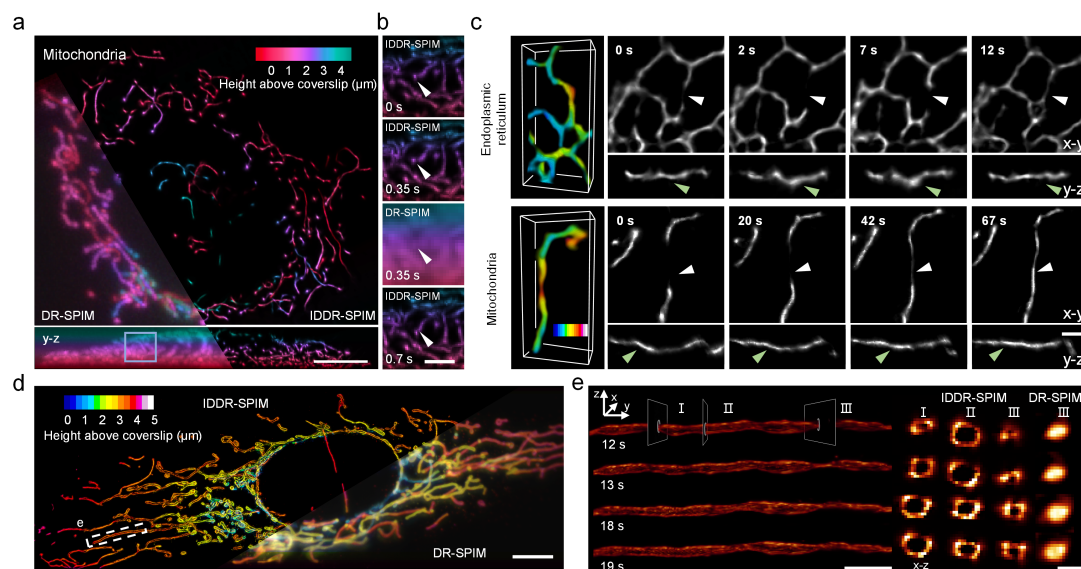 a
Mitochondria
0 1 2 3 4
Height above coverslip (μm)
DR-SPIM
IDDR-SPIM
y-z
b
IDDR-SPIM
0 s
IDDR-SPIM
0.35 s
DR-SPIM
0.35 s
IDDR-SPIM
0.7 s
c
Endoplasmic
reticulum
0 s
2 s
7 s
12 s
x-y
y-z
Mitochondria
0 s
20 s
42 s
67 s
x-y
y-z
d
0 1 2 3 4 5
Height above coverslip (μm)
IDDR-SPIM
e
DR-SPIM
e
z
x
y
I
II
III
12 s
13 s
18 s
19 s
IDDR-SPIM
DR-SPIM
I
II
III
III
x-z